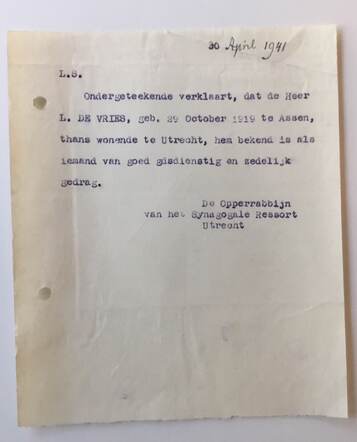 30 April 1941
L.S.
Ondergeteekende verklaart, dat de Heer
L. DE VRIES, geb. 29 October 1919 te Assen,
thans wonende te Utrecht, hem bekend is als
iemand van goed gdsdienstig en zedelijk
gedrag.
De Opperrabbijn
van het Synagogale Ressort
Utrecht